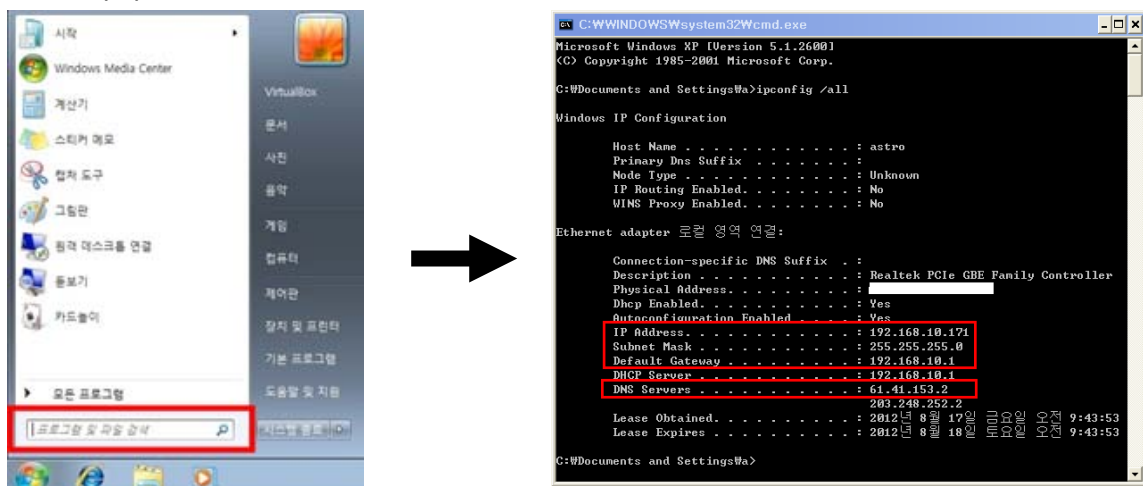 시작
Windows Media Center
계산기
스티커 메모
캡처 도구
그림판
원격 데스크톱 연결
돋보기
카드놀이
모든 프로그램
프로그램 및 파일 검색
VirtualBox
문서
사진
음악
게임
컴퓨터
제어판
장치 및 프린터
기본 프로그램
도움말 및 지원
시스템 종료
C:₩WINDOWS₩system32₩cmd.exe
Microsoft Windows XP [Version 5.1.2600]
(C) Copyright 1985-2001 Microsoft Corp.
C:₩Documents and Settings₩a>ipconfig /all
Windows IP Configuration
Host Name . . . . . . . . . . . . : astro
Primary Dns Suffix  . . . . . . . :
Node Type . . . . . . . . . . . . : Unknown
IP Routing Enabled. . . . . . . . : No
WINS Proxy Enabled. . . . . . . . : No
Ethernet adapter 로컬 영역 연결:
Connection-specific DNS Suffix  . :
Description . . . . . . . . . . . : Realtek PCIe GBE Family Controller
Physical Address. . . . . . . . . :
Dhcp Enabled. . . . . . . . . . . : Yes
Autoconfiguration Enabled . . . . : Yes
IP Address. . . . . . . . . . . . : 192.168.10.171
Subnet Mask . . . . . . . . . . . : 255.255.255.0
Default Gateway . . . . . . . . . : 192.168.10.1
DHCP Server . . . . . . . . . . . : 192.168.10.1
DNS Servers . . . . . . . . . . . : 61.41.153.2
203.248.252.2
Lease Obtained. . . . . . . . . . : 2012년 8월 17일 금요일 오전 9:43:53
Lease Expires . . . . . . . . . . : 2012년 8월 18일 토요일 오전 9:43:53
C:₩Documents and Settings₩a>